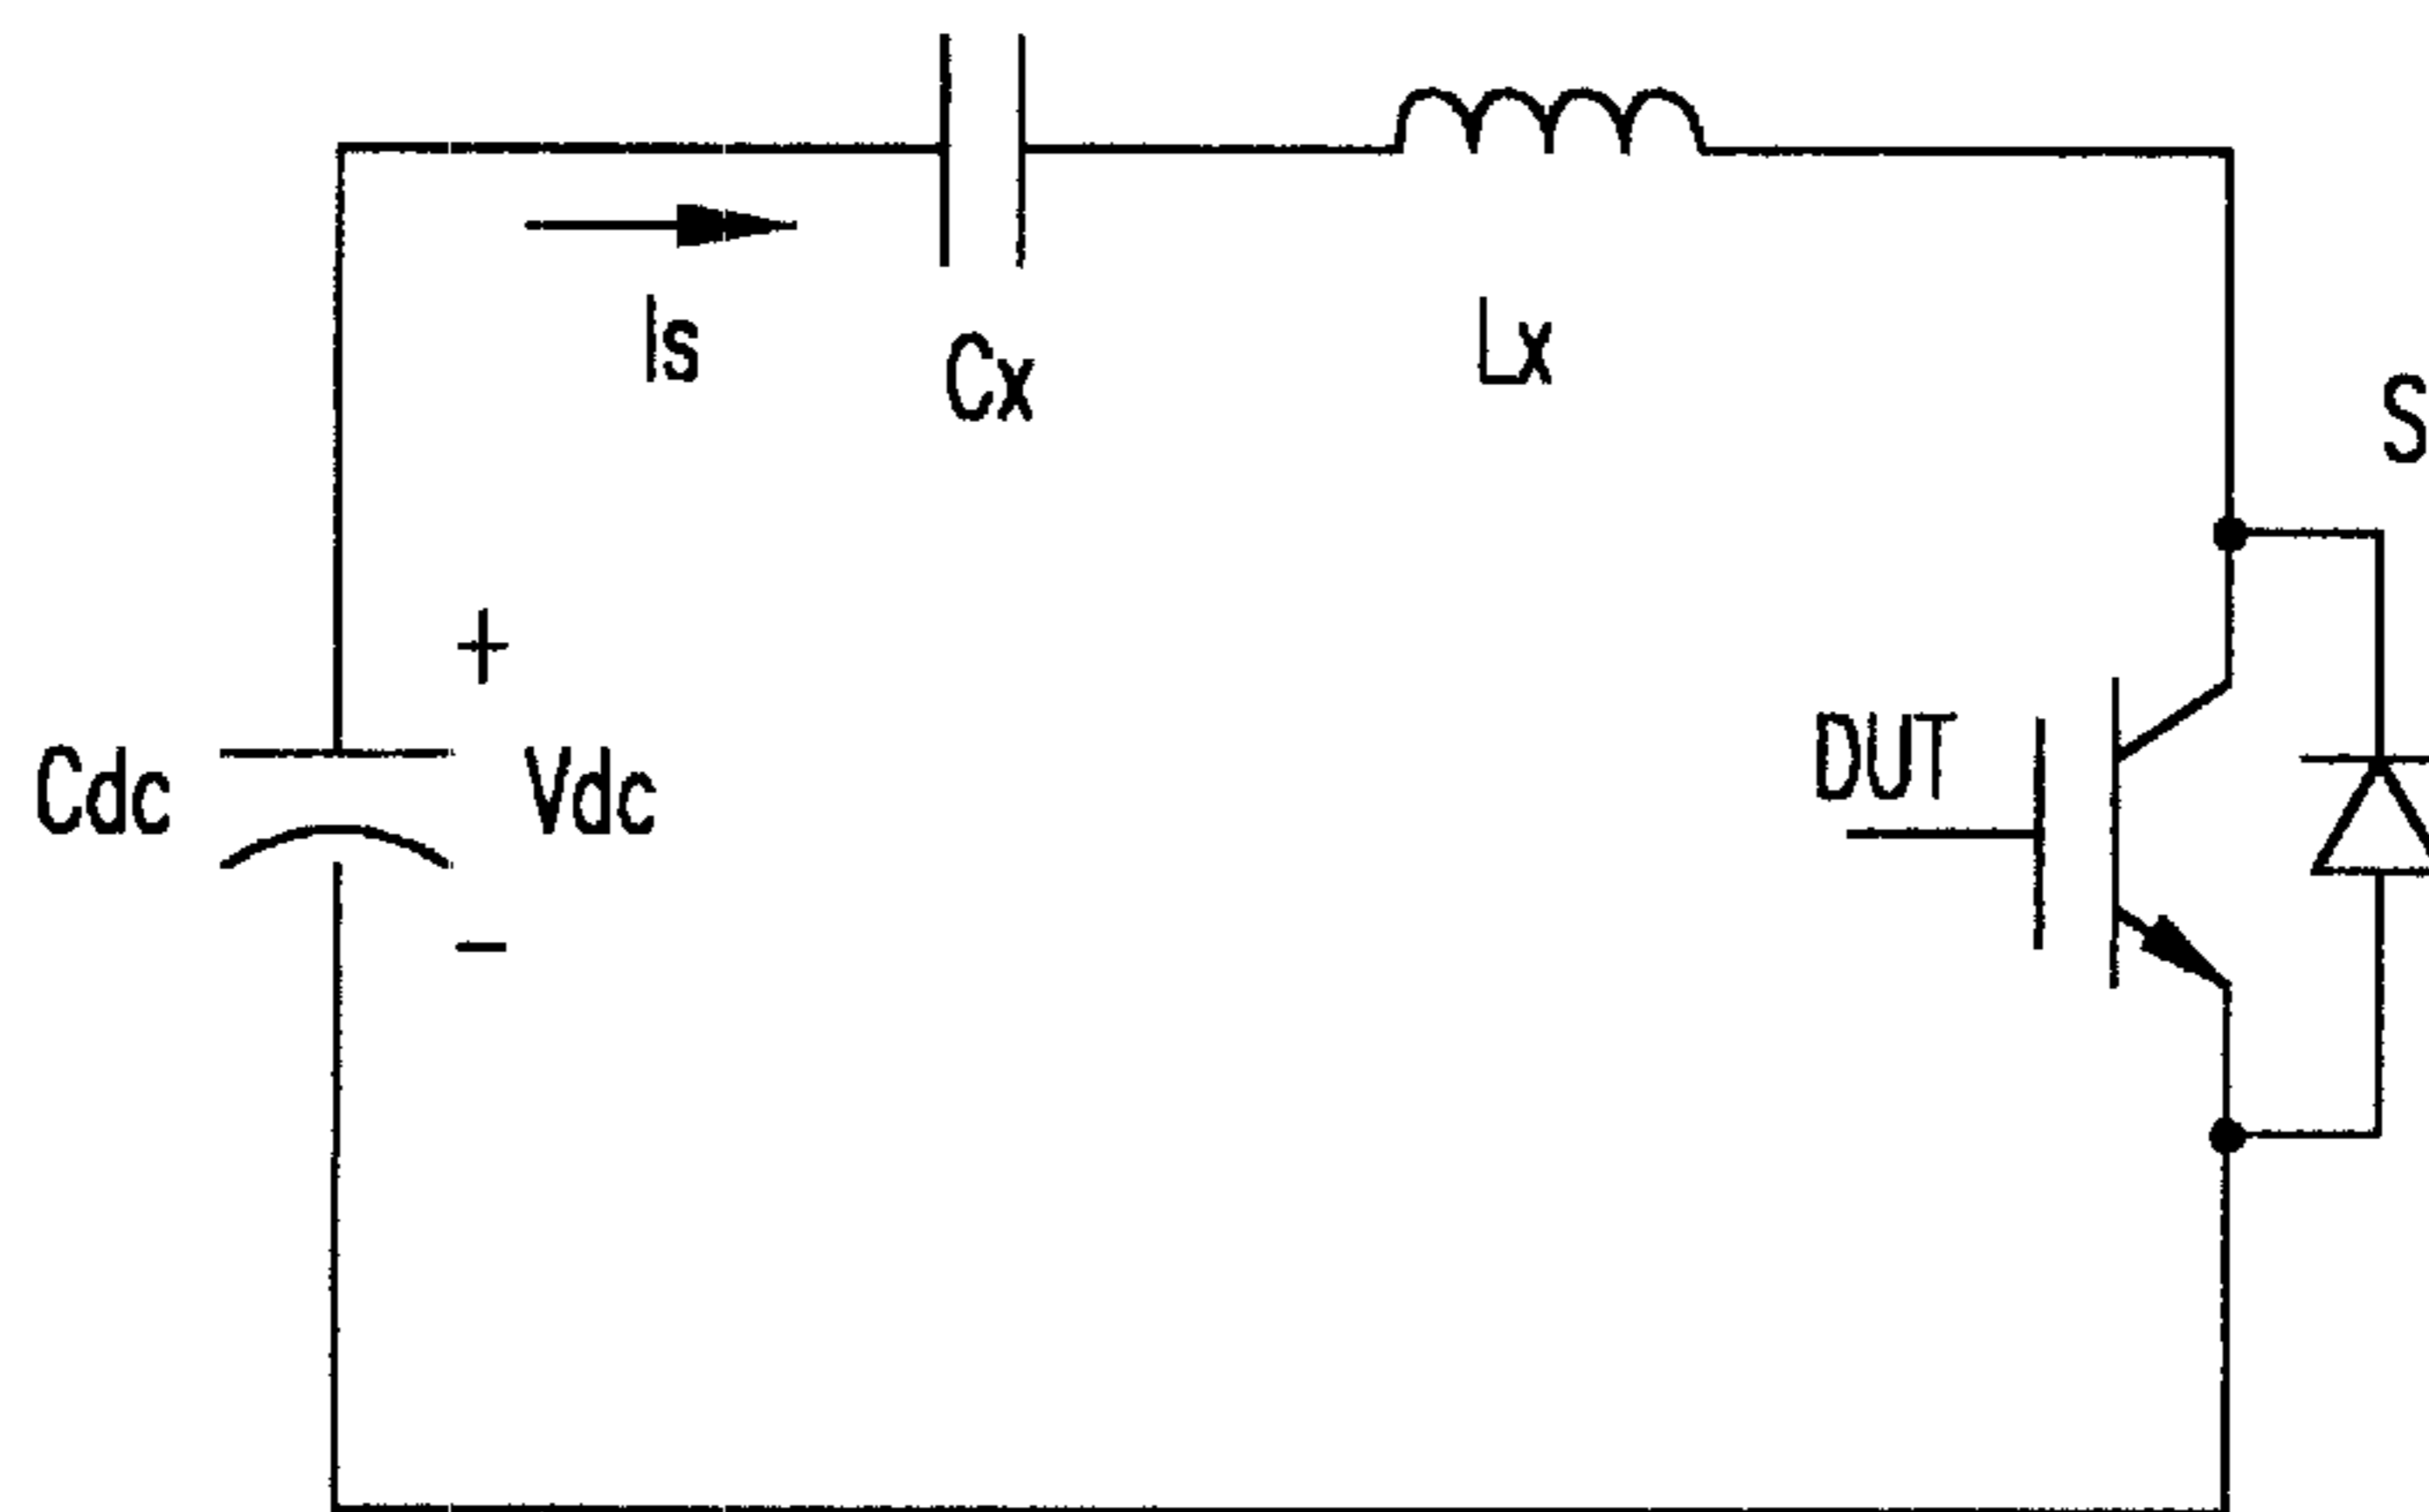 Is
Cx
Lx
S
+
Cdc
Vdc
DUT
−